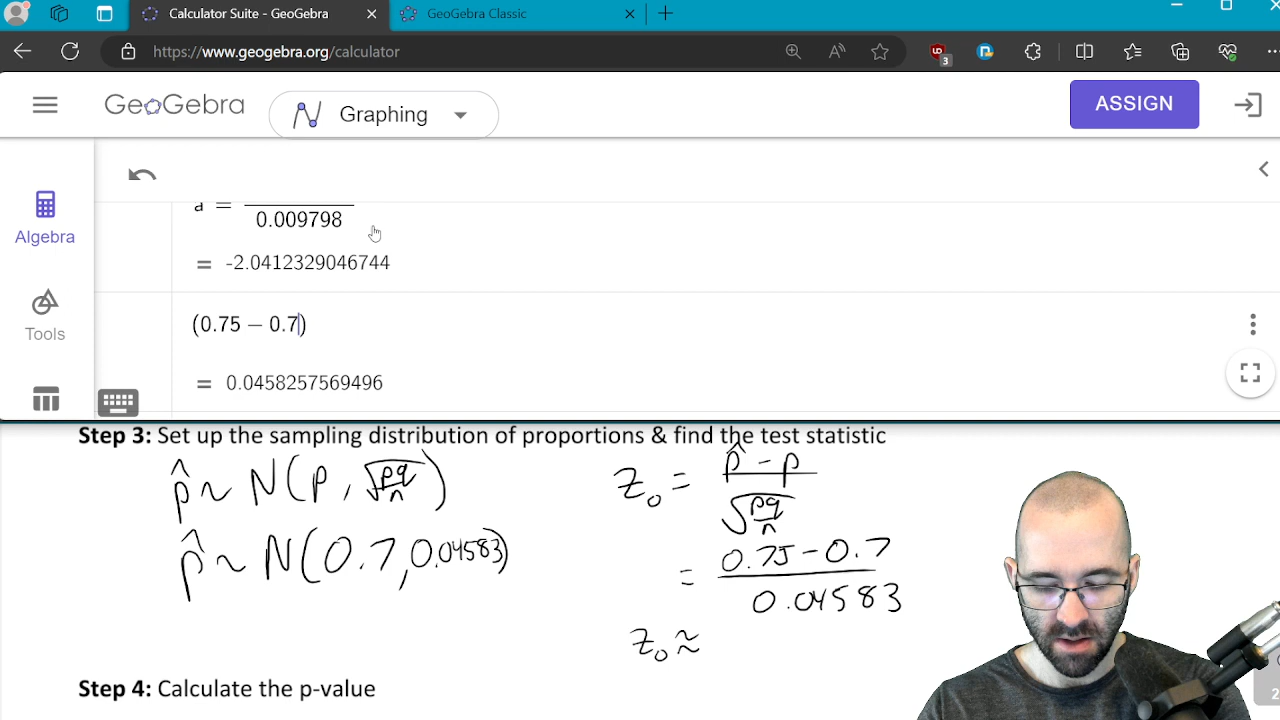 Calculator Suite - GeoGebra
GeoGebra Classic
https://www.geogebra.org/calculator
3
GeoGebra
Graphing
ASSIGN
Algebra
Tools
a =
0.009798
= -2.0412329046744
(0.75 − 0.7)
= 0.0458257569496
Step 3: Set up the sampling distribution of proportions & find the test statistic
p̂ ~ N(p, √(pq/n))
z₀ = (p̂ - p) / √(pq/n)
p̂ ~ N(0.7, 0.04583)
= (0.75 - 0.7) / 0.04583
z₀ ≈
Step 4: Calculate the p-value
2